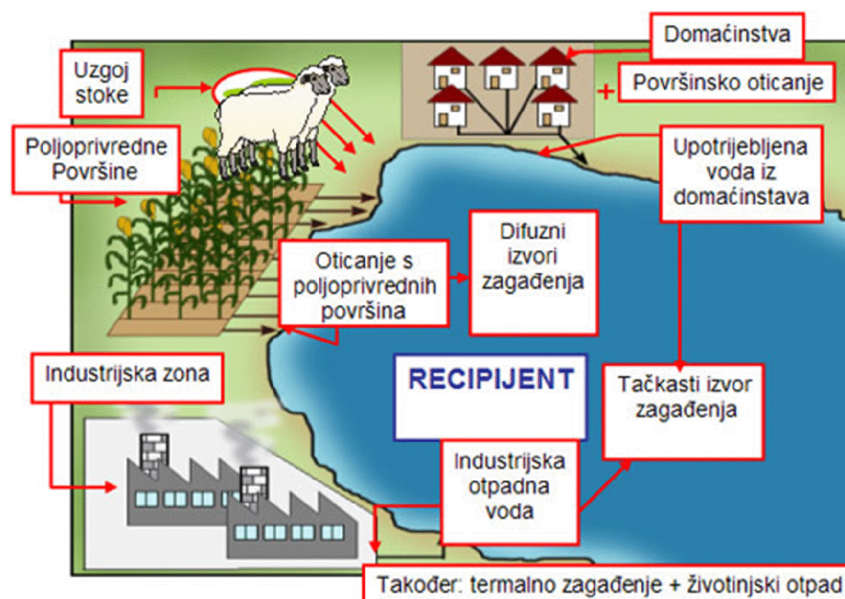 Domaćinstva
+ Površinsko oticanje
Uzgoj
stoke
Poljoprivredne
Površine
Upotrijebljena
voda iz
domaćinstava
Difuzni
izvori
zagađenja
Oticanje s
poljoprivrednih
površina
Industrijska zona
RECIPIJENT
Tačkasti izvor
zagađenja
Industrijska
otpadna
voda
Također: termalno zagađenje + životinjski otpad